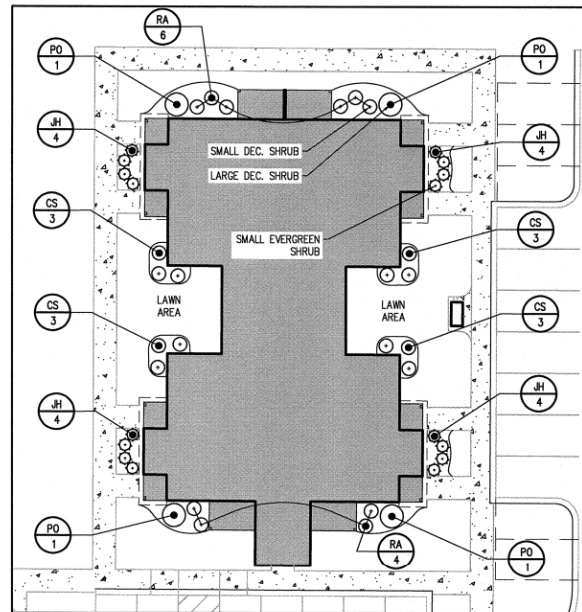 RA
6
PO
1
PO
1
JH
4
SMALL DEC. SHRUB
JH
4
LARGE DEC. SHRUB
CS
3
SMALL EVERGREEN
SHRUB
CS
3
LAWN
AREA
LAWN
AREA
CS
3
CS
3
JH
4
JH
4
PO
1
RA
4
PO
1